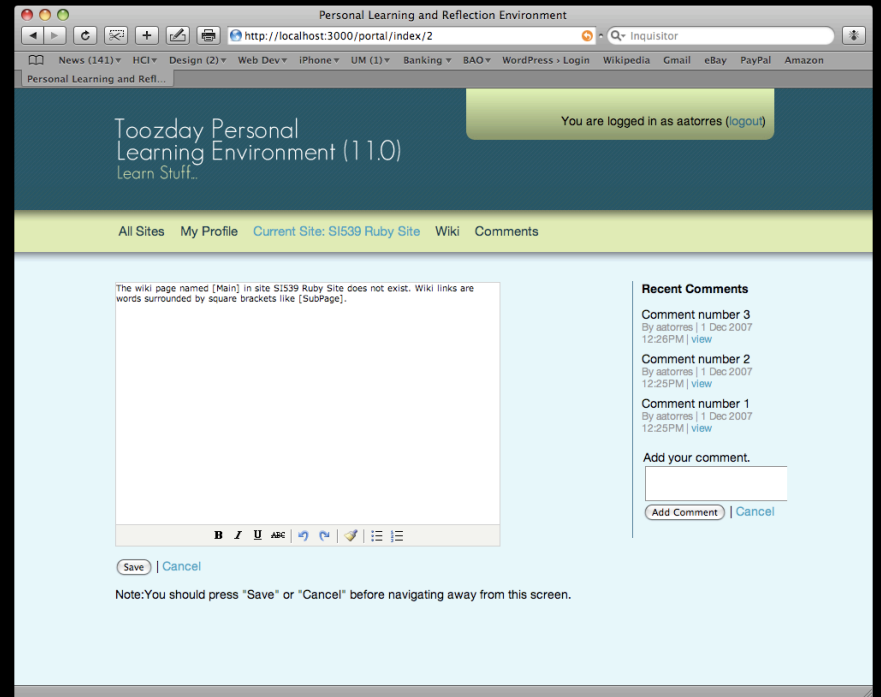 Personal Learning and Reflection Environment
http://localhost:3000/portal/index/2
Inquisitor
News (141) HCI Design (2) Web Dev iPhone UM (1) Banking BAO WordPress › Login Wikipedia Gmail eBay PayPal Amazon
Personal Learning and Refl...
You are logged in as aatorres (logout)
Toozday Personal
Learning Environment (11.0)
Learn Stuff...
All Sites My Profile Current Site: SI539 Ruby Site Wiki Comments
The wiki page named [Main] in site SI539 Ruby Site does not exist. Wiki links are
words surrounded by square brackets like [SubPage].
B I U ABC
Save | Cancel
Note:You should press "Save" or "Cancel" before navigating away from this screen.
Recent Comments
Comment number 3
By aatorres | 1 Dec 2007
12:26PM | view
Comment number 2
By aatorres | 1 Dec 2007
12:25PM | view
Comment number 1
By aatorres | 1 Dec 2007
12:25PM | view
Add your comment.
Add Comment | Cancel